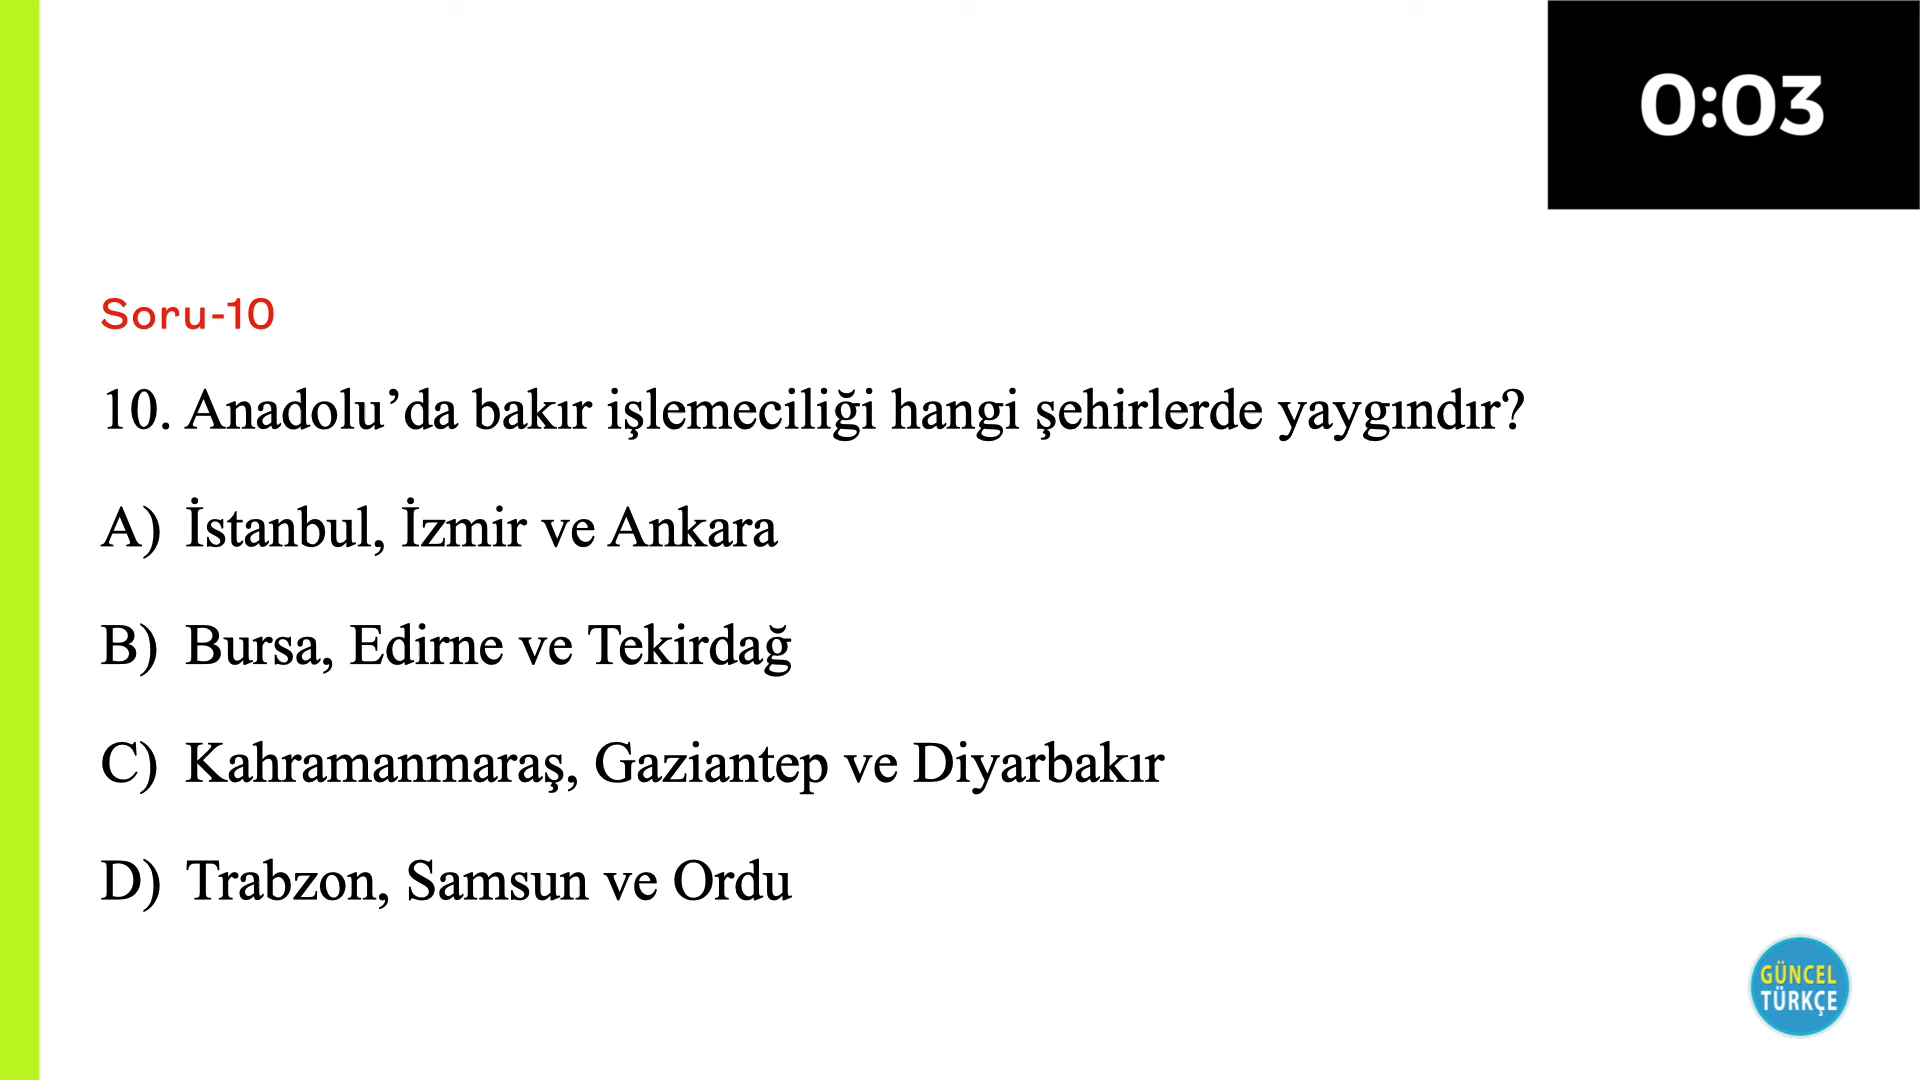 0:03
Soru-10
10. Anadolu’da bakır işlemeciliği hangi şehirlerde yaygındır?
A) İstanbul, İzmir ve Ankara
B) Bursa, Edirne ve Tekirdağ
C) Kahramanmaraş, Gaziantep ve Diyarbakır
D) Trabzon, Samsun ve Ordu
GÜNCEL
TÜRKÇE